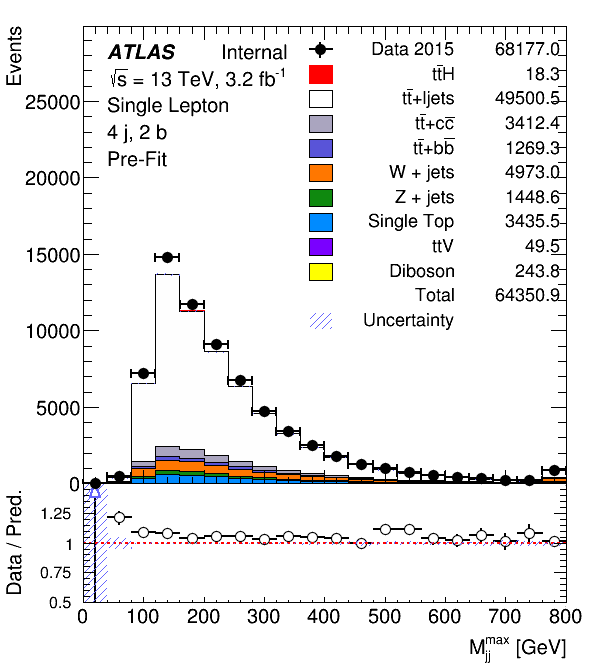 Events
ATLAS Internal
√s = 13 TeV, 3.2 fb⁻¹
Single Lepton
4 j, 2 b
Pre-Fit
Data 2015 68177.0
tt̄H 18.3
tt̄+ljets 49500.5
tt̄+cc̄ 3412.4
tt̄+bb̄ 1269.3
W + jets 4973.0
Z + jets 1448.6
Single Top 3435.5
ttV 49.5
Diboson 243.8
Total 64350.9
Uncertainty
25000
20000
15000
10000
5000
0
Data / Pred.
1.25
1
0.75
0.5
0 100 200 300 400 500 600 700 800
M_jj^max [GeV]